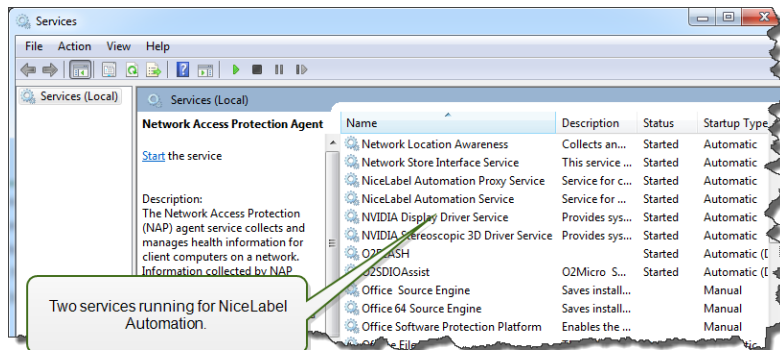 Services
File Action View Help
Services (Local)
Services (Local)
Network Access Protection Agent
Start the service
Description:
The Network Access Protection
(NAP) agent service collects and
manages health information for
client computers on a network.
Information collected by NAP
Name Description Status Startup Type
Network Location Awareness Collects an... Started Automatic
Network Store Interface Service This service ... Started Automatic
NiceLabel Automation Proxy Service Service for c... Started Automatic
NiceLabel Automation Service Service for ... Started Automatic
NVIDIA Display Driver Service Provides sys... Started Automatic
NVIDIA Stereoscopic 3D Driver Service Provides sys... Started Automatic
O2FLASH Started Automatic (D
O2SDIOAssist O2Micro S... Started Automatic (D
Office Source Engine Saves install... Manual
Office 64 Source Engine Saves install... Manual
Office Software Protection Platform Enables the ... Manual
Two services running for NiceLabel
Automation.